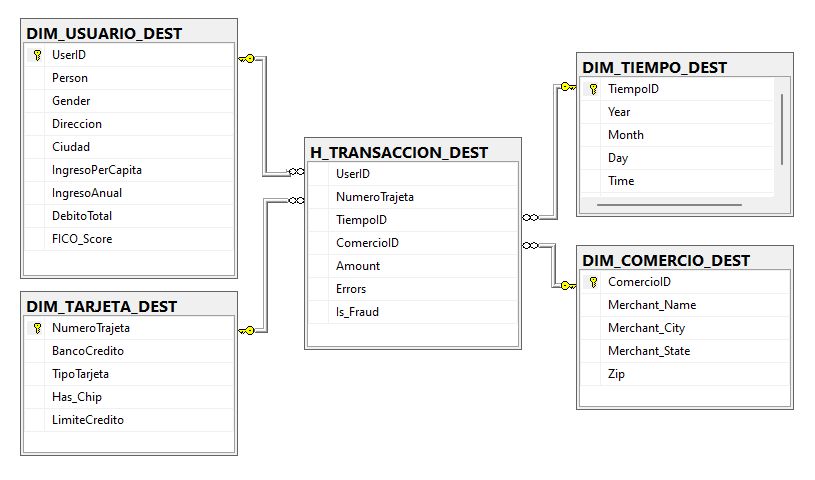 DIM_USUARIO_DEST
UserID
Person
Gender
Direccion
Ciudad
IngresoPerCapita
IngresoAnual
DebitoTotal
FICO_Score
DIM_TARJETA_DEST
NumeroTrajeta
BancoCredito
TipoTarjeta
Has_Chip
LimiteCredito
H_TRANSACCION_DEST
UserID
NumeroTrajeta
TiempoID
ComercioID
Amount
Errors
Is_Fraud
DIM_TIEMPO_DEST
TiempoID
Year
Month
Day
Time
DIM_COMERCIO_DEST
ComercioID
Merchant_Name
Merchant_City
Merchant_State
Zip